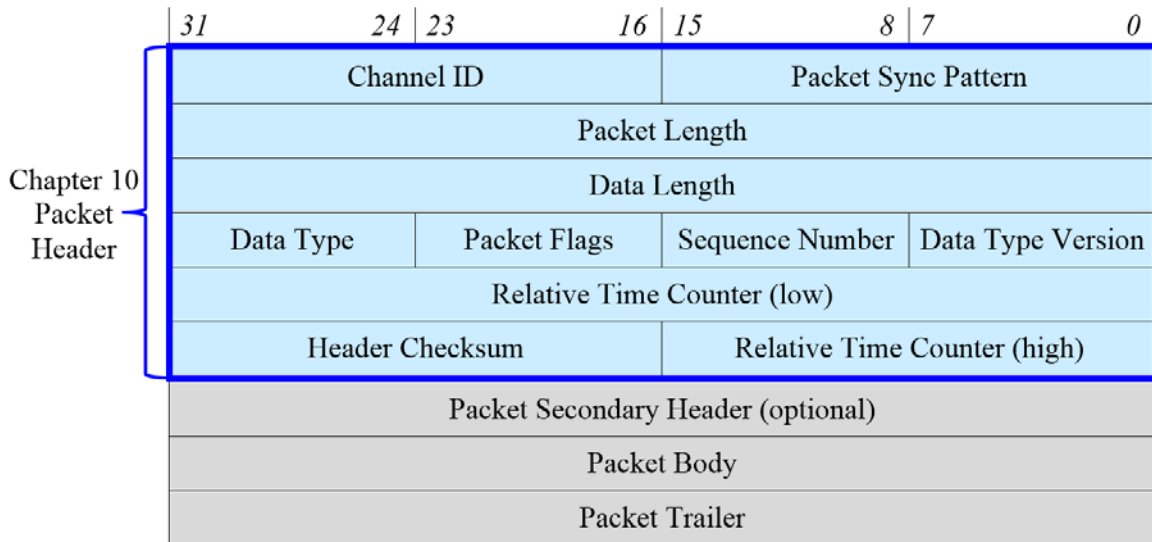 31 24 23 16 15 8 7 0
Channel ID Packet Sync Pattern
Packet Length
Data Length
Chapter 10
Packet
Header
Data Type Packet Flags Sequence Number Data Type Version
Relative Time Counter (low)
Header Checksum Relative Time Counter (high)
Packet Secondary Header (optional)
Packet Body
Packet Trailer